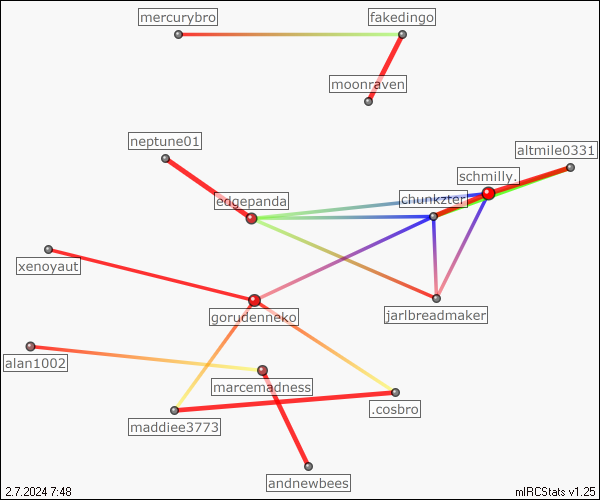 mercurybro
fakedingo
moonraven
neptune01
altmile0331
schmilly.
edgepanda
chunkzter
xenoyaut
gorudenneko
jarlbreadmaker
alan1002
marcemadness
.cosbro
maddiee3773
andnewbees
2.7.2024 7:48
mIRCStats v1.25